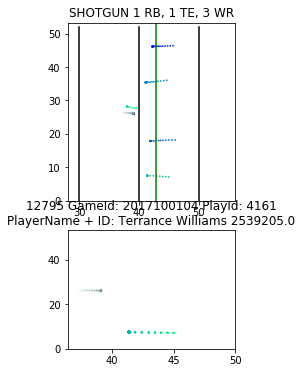 SHOTGUN 1 RB, 1 TE, 3 WR
50
40
30
20
10
0
30 40 50
12795 GameId: 2017100104 PlayId: 4161
PlayerName + ID: Terrance Williams 2539205.0
40
20
0
40 45 50